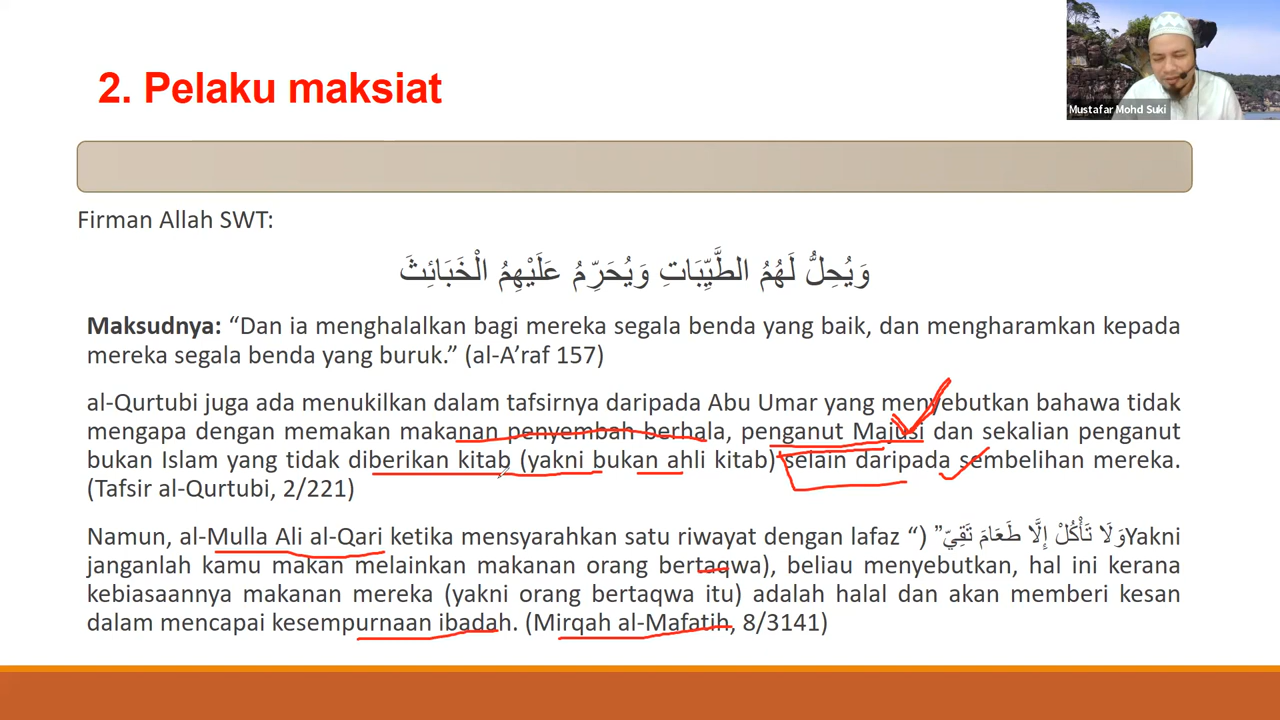 Mustafar Mohd Suki
2. Pelaku maksiat
Firman Allah SWT:
وَيُحِلُّ لَهُمُ الطَّيِّبَاتِ وَيُحَرِّمُ عَلَيْهِمُ الْخَبَائِثَ
Maksudnya: “Dan ia menghalalkan bagi mereka segala benda yang baik, dan mengharamkan kepada
mereka segala benda yang buruk.” (al-A’raf 157)
al-Qurtubi juga ada menukilkan dalam tafsirnya daripada Abu Umar yang menyebutkan bahawa tidak
mengapa dengan memakan makanan penyembah berhala, penganut Majusi dan sekalian penganut
bukan Islam yang tidak diberikan kitab (yakni bukan ahli kitab) selain daripada sembelihan mereka.
(Tafsir al-Qurtubi, 2/221)
Namun, al-Mulla Ali al-Qari ketika mensyarahkan satu riwayat dengan lafaz “) وَلَا تَأْكُلْ إِلَّا طَعَامَ تَقِيّ”Yakni
janganlah kamu makan melainkan makanan orang bertaqwa), beliau menyebutkan, hal ini kerana
kebiasaannya makanan mereka (yakni orang bertaqwa itu) adalah halal dan akan memberi kesan
dalam mencapai kesempurnaan ibadah. (Mirqah al-Mafatih, 8/3141)